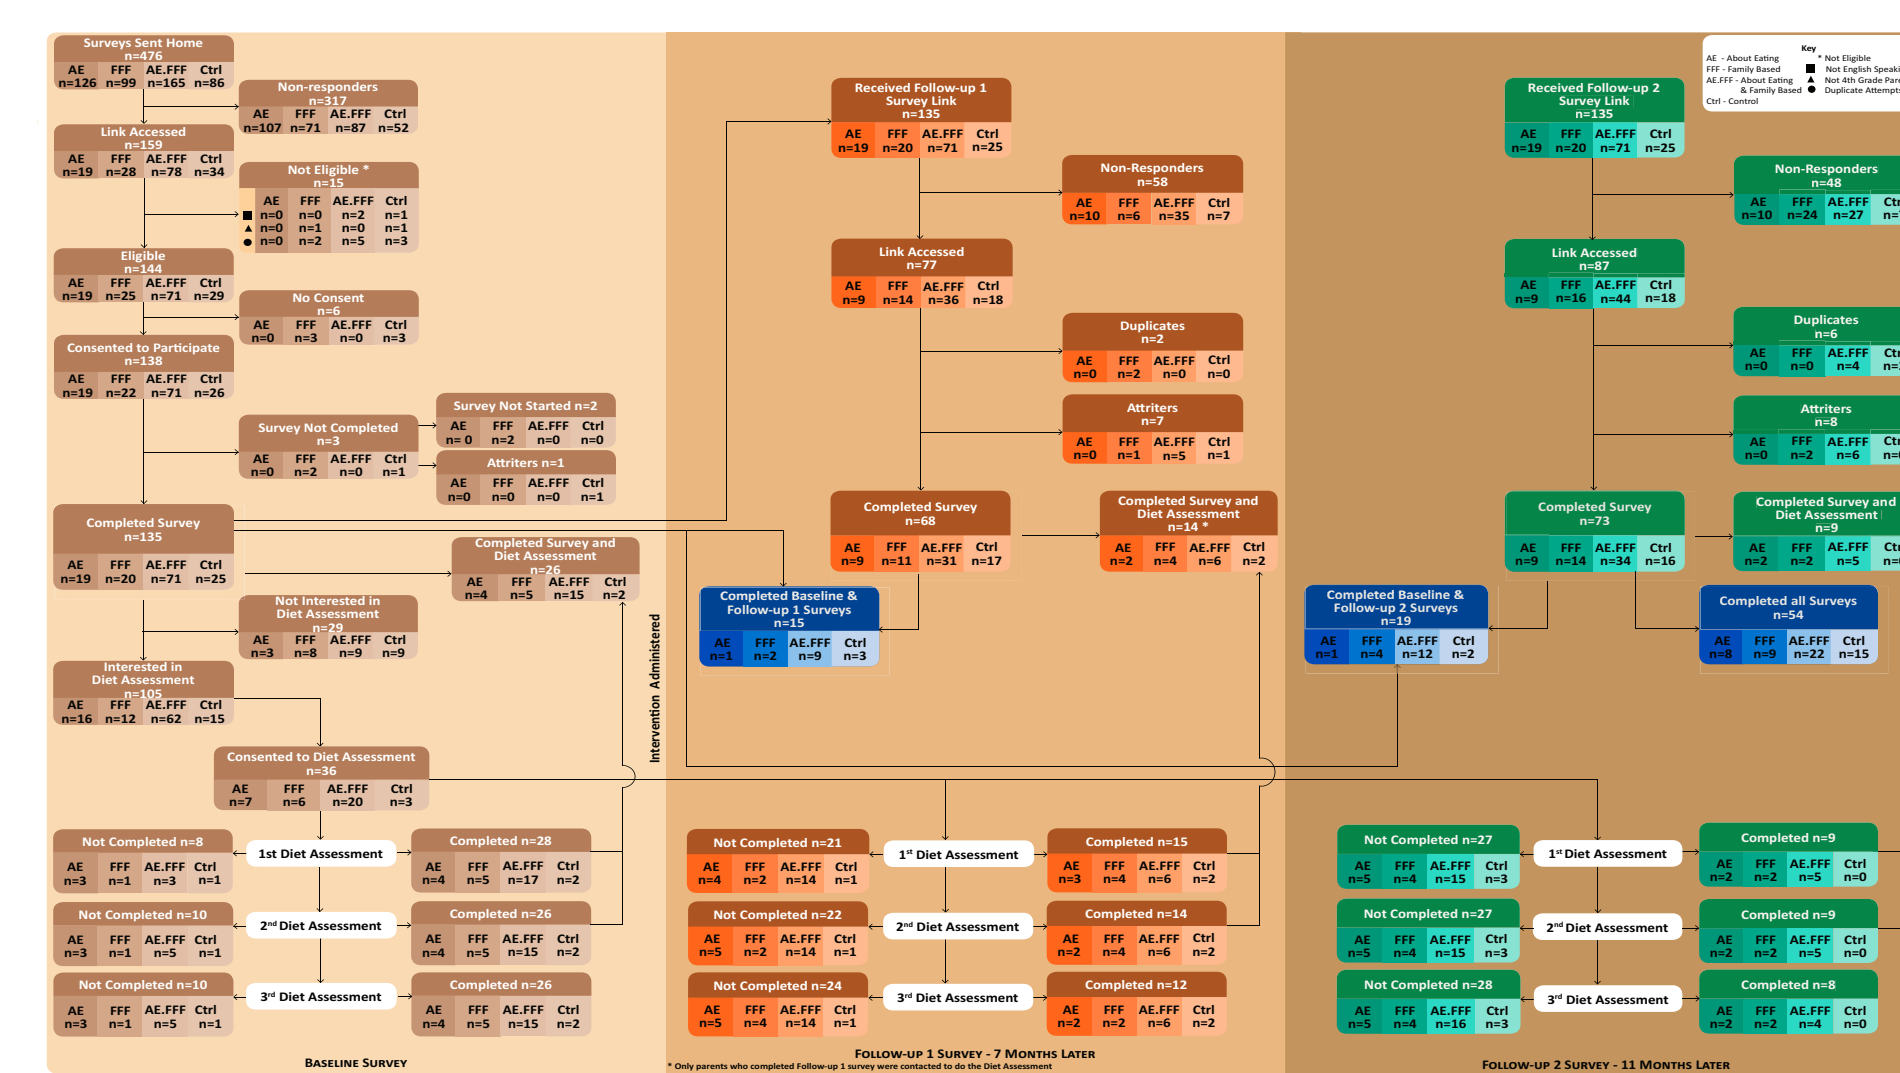 Surveys Sent Home
n=476
AE FFF AE.FFF Ctrl
n=126 n=99 n=165 n=86
Non-responders
n=317
AE FFF AE.FFF Ctrl
n=107 n=71 n=87 n=52
Link Accessed
n=159
AE FFF AE.FFF Ctrl
n=19 n=28 n=78 n=34
Not Eligible *
n=15
AE FFF AE.FFF Ctrl
■ n=0 n=0 n=2 n=1
▲ n=0 n=1 n=0 n=1
● n=0 n=2 n=5 n=3
Eligible
n=144
AE FFF AE.FFF Ctrl
n=19 n=25 n=71 n=29
No Consent
n=6
AE FFF AE.FFF Ctrl
n=0 n=3 n=0 n=3
Consented to Participate
n=138
AE FFF AE.FFF Ctrl
n=19 n=22 n=71 n=26
Survey Not Completed
n=3
AE FFF AE.FFF Ctrl
n=0 n=2 n=0 n=1
Survey Not Started n=2
AE FFF AE.FFF Ctrl
n= 0 n=2 n=0 n=0
Attriters n=1
AE FFF AE.FFF Ctrl
n=0 n=0 n=0 n=1
Completed Survey
n=135
AE FFF AE.FFF Ctrl
n=19 n=20 n=71 n=25
Completed Survey and
Diet Assessment
n=26
AE FFF AE.FFF Ctrl
n=4 n=5 n=15 n=2
Not Interested in
Diet Assessment
n=29
AE FFF AE.FFF Ctrl
n=3 n=8 n=9 n=9
Interested in
Diet Assessment
n=105
AE FFF AE.FFF Ctrl
n=16 n=12 n=62 n=15
Consented to Diet Assessment
n=36
AE FFF AE.FFF Ctrl
n=7 n=6 n=20 n=3
Not Completed n=8
AE FFF AE.FFF Ctrl
n=3 n=1 n=3 n=1
1st Diet Assessment
Completed n=28
AE FFF AE.FFF Ctrl
n=4 n=5 n=17 n=2
Not Completed n=10
AE FFF AE.FFF Ctrl
n=3 n=1 n=5 n=1
2nd Diet Assessment
Completed n=26
AE FFF AE.FFF Ctrl
n=4 n=5 n=15 n=2
Not Completed n=10
AE FFF AE.FFF Ctrl
n=3 n=1 n=5 n=1
3rd Diet Assessment
Completed n=26
AE FFF AE.FFF Ctrl
n=4 n=5 n=15 n=2
Baseline Survey
Intervention Administered
Received Follow-up 1
Survey Link
n=135
AE FFF AE.FFF Ctrl
n=19 n=20 n=71 n=25
Non-Responders
n=58
AE FFF AE.FFF Ctrl
n=10 n=6 n=35 n=7
Link Accessed
n=77
AE FFF AE.FFF Ctrl
n=9 n=14 n=36 n=18
Duplicates
n=2
AE FFF AE.FFF Ctrl
n=0 n=2 n=0 n=0
Attriters
n=7
AE FFF AE.FFF Ctrl
n=0 n=1 n=5 n=1
Completed Survey
n=68
AE FFF AE.FFF Ctrl
n=9 n=11 n=31 n=17
Completed Survey and
Diet Assessment
n=14 *
AE FFF AE.FFF Ctrl
n=2 n=4 n=6 n=2
Completed Baseline &
Follow-up 1 Surveys
n=15
AE FFF AE.FFF Ctrl
n=1 n=2 n=9 n=3
Not Completed n=21
AE FFF AE.FFF Ctrl
n=4 n=2 n=14 n=1
1st Diet Assessment
Completed n=15
AE FFF AE.FFF Ctrl
n=3 n=4 n=6 n=2
Not Completed n=22
AE FFF AE.FFF Ctrl
n=5 n=2 n=14 n=1
2nd Diet Assessment
Completed n=14
AE FFF AE.FFF Ctrl
n=2 n=4 n=6 n=2
Not Completed n=24
AE FFF AE.FFF Ctrl
n=5 n=4 n=14 n=1
3rd Diet Assessment
Completed n=12
AE FFF AE.FFF Ctrl
n=2 n=2 n=6 n=2
Follow-up 1 Survey - 7 Months Later
* Only parents who completed Follow-up 1 survey were contacted to do the Diet Assessment
Key
AE - About Eating
FFF - Family Based
AE.FFF - About Eating
& Family Based
Ctrl - Control
* Not Eligible
■ Not English Speaki
▲ Not 4th Grade Pare
● Duplicate Attempts
Received Follow-up 2
Survey Link
n=135
AE FFF AE.FFF Ctrl
n=19 n=20 n=71 n=25
Non-Responders
n=48
AE FFF AE.FFF Ctr
n=10 n=24 n=27 n=
Link Accessed
n=87
AE FFF AE.FFF Ctrl
n=9 n=16 n=44 n=18
Duplicates
n=6
AE FFF AE.FFF Ctr
n=0 n=0 n=4 n=
Attriters
n=8
AE FFF AE.FFF Ctr
n=0 n=2 n=6 n=
Completed Survey
n=73
AE FFF AE.FFF Ctrl
n=9 n=14 n=34 n=16
Completed Survey and
Diet Assessment
n=9
AE FFF AE.FFF Ctr
n=2 n=2 n=5 n=
Completed Baseline &
Follow-up 2 Surveys
n=19
AE FFF AE.FFF Ctrl
n=1 n=4 n=12 n=2
Completed all Surveys
n=54
AE FFF AE.FFF Ctrl
n=8 n=9 n=22 n=15
Not Completed n=27
AE FFF AE.FFF Ctrl
n=5 n=4 n=15 n=3
1st Diet Assessment
Completed n=9
AE FFF AE.FFF Ctrl
n=2 n=2 n=5 n=0
Not Completed n=27
AE FFF AE.FFF Ctrl
n=5 n=4 n=15 n=3
2nd Diet Assessment
Completed n=9
AE FFF AE.FFF Ctrl
n=2 n=2 n=5 n=0
Not Completed n=28
AE FFF AE.FFF Ctrl
n=5 n=4 n=16 n=3
3rd Diet Assessment
Completed n=8
AE FFF AE.FFF Ctrl
n=2 n=2 n=4 n=0
Follow-up 2 Survey - 11 Months Later